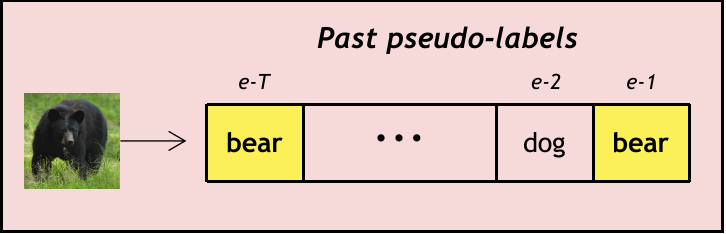 Past pseudo-labels
e-T e-2 e-1
bear ... dog bear